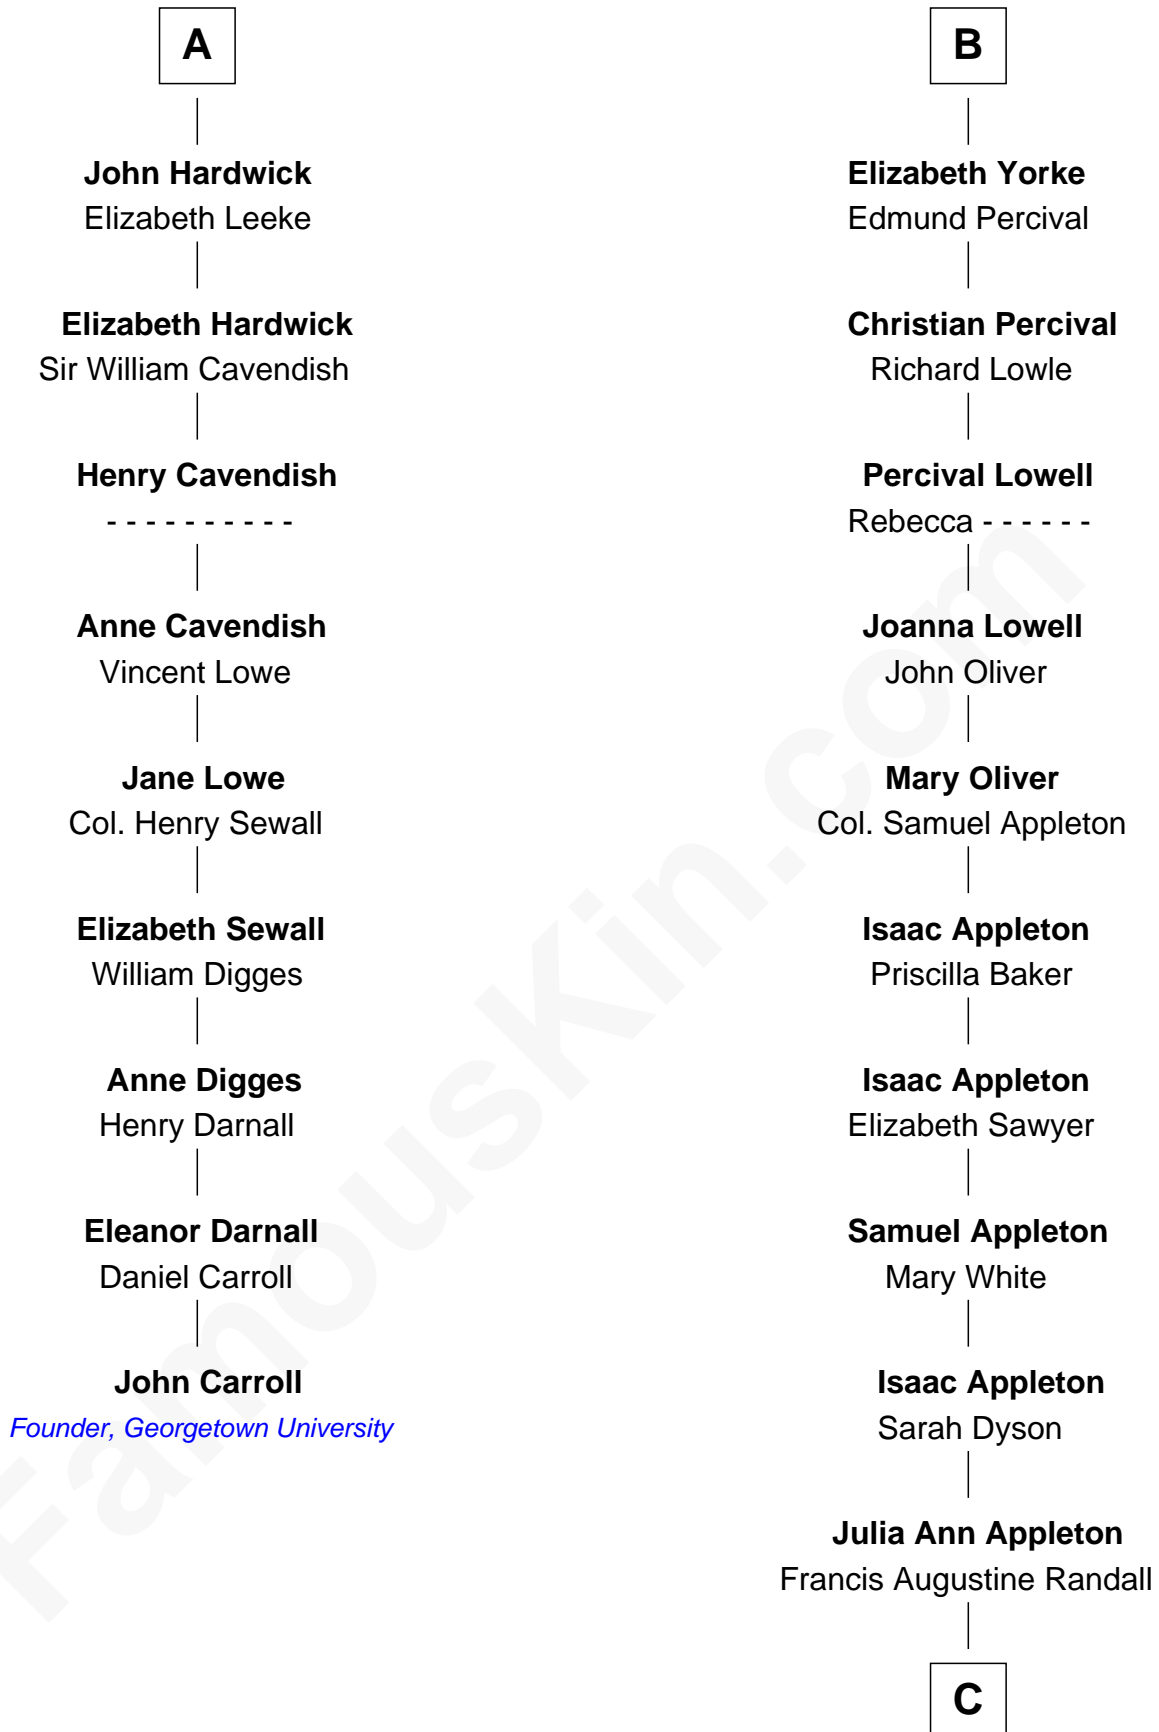 A
John Hardwick
Elizabeth Leeke
Elizabeth Hardwick
Sir William Cavendish
Henry Cavendish
- - - - - - - - - -
Anne Cavendish
Vincent Lowe
Jane Lowe
Col. Henry Sewall
Elizabeth Sewall
William Digges
Anne Digges
Henry Darnall
Eleanor Darnall
Daniel Carroll
John Carroll
Founder, Georgetown University
B
Elizabeth Yorke
Edmund Percival
Christian Percival
Richard Lowle
Percival Lowell
Rebecca - - - - - -
Joanna Lowell
John Oliver
Mary Oliver
Col. Samuel Appleton
Isaac Appleton
Priscilla Baker
Isaac Appleton
Elizabeth Sawyer
Samuel Appleton
Mary White
Isaac Appleton
Sarah Dyson
Julia Ann Appleton
Francis Augustine Randall
C
FamousKin.com